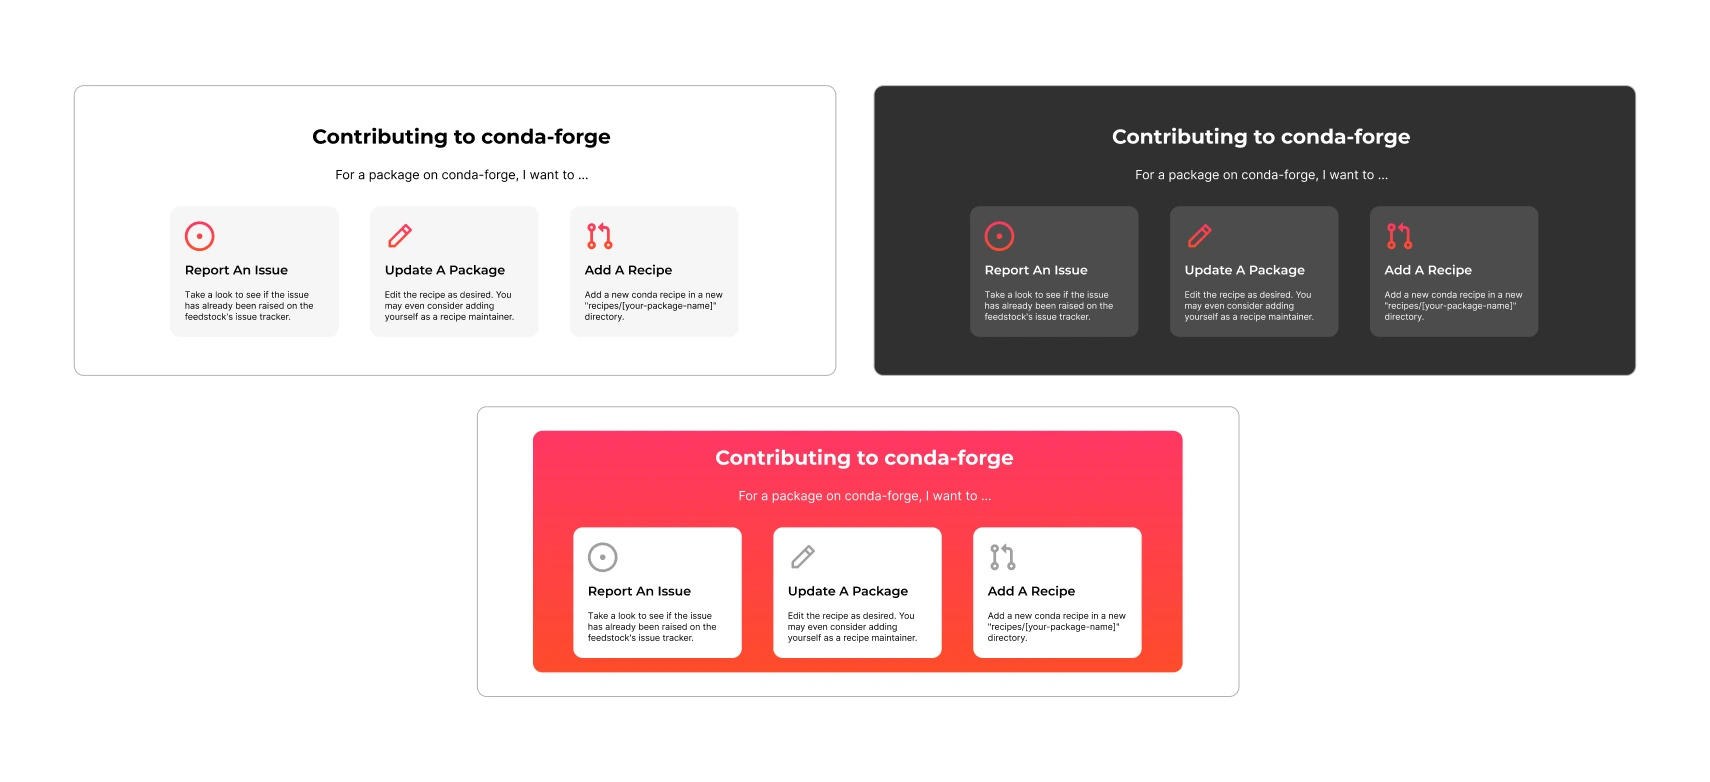 Contributing to conda-forge
For a package on conda-forge, I want to ...
Report An Issue
Take a look to see if the issue
has already been raised on the
feedstock's issue tracker.
Update A Package
Edit the recipe as desired. You
may even consider adding
yourself as a recipe maintainer.
Add A Recipe
Add a new conda recipe in a new
"recipes/[your-package-name]"
directory.
Contributing to conda-forge
For a package on conda-forge, I want to ...
Report An Issue
Take a look to see if the issue
has already been raised on the
feedstock's issue tracker.
Update A Package
Edit the recipe as desired. You
may even consider adding
yourself as a recipe maintainer.
Add A Recipe
Add a new conda recipe in a new
"recipes/[your-package-name]"
directory.
Contributing to conda-forge
For a package on conda-forge, I want to ...
Report An Issue
Take a look to see if the issue
has already been raised on the
feedstock's issue tracker.
Update A Package
Edit the recipe as desired. You
may even consider adding
yourself as a recipe maintainer.
Add A Recipe
Add a new conda recipe in a new
"recipes/[your-package-name]"
directory.